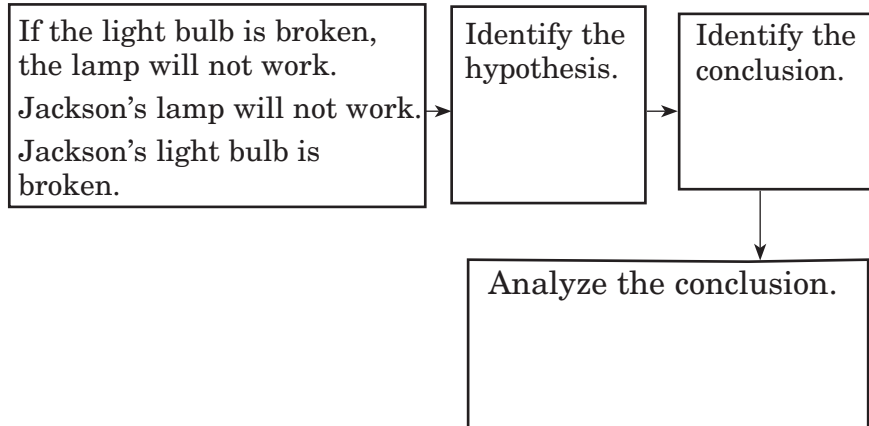 If the light bulb is broken,
the lamp will not work.
Jackson’s lamp will not work.
Jackson’s light bulb is
broken.
Identify the
hypothesis.
Identify the
conclusion.
Analyze the conclusion.